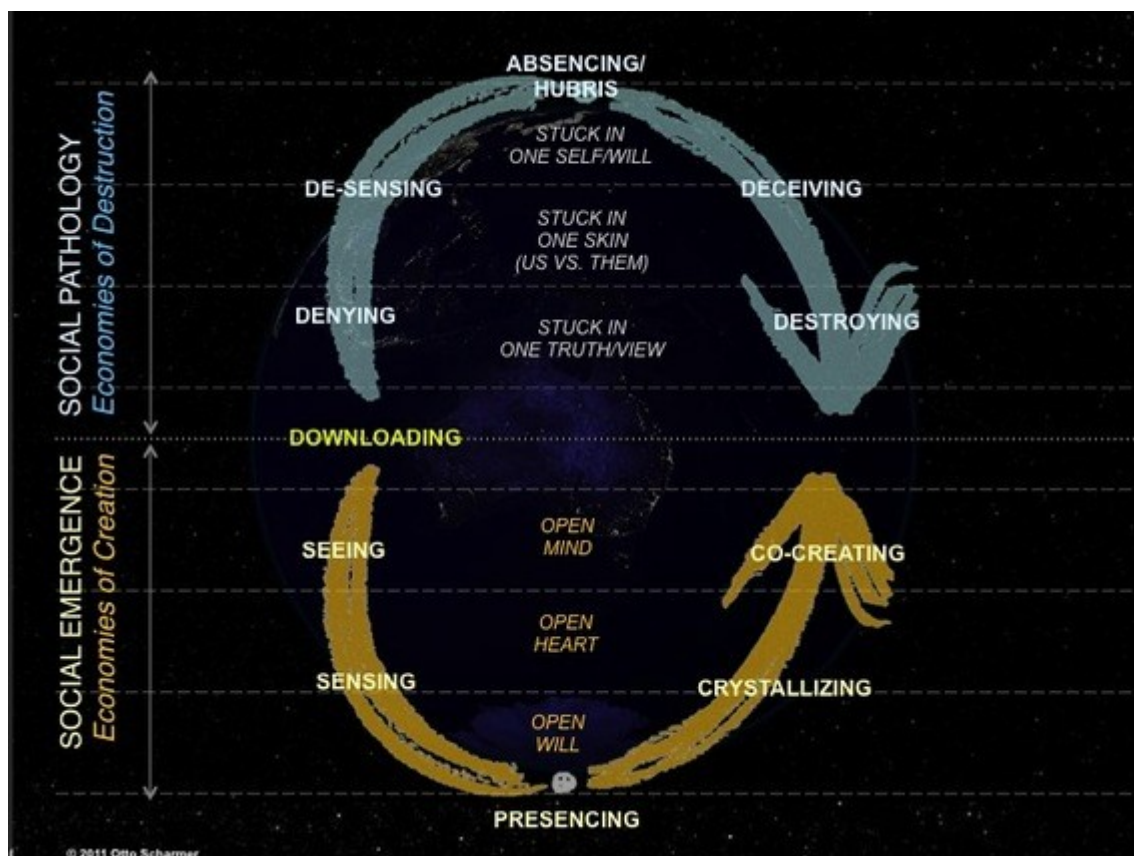 ABSENCING/
HUBRIS
STUCK IN
ONE SELF/WILL
DE-SENSING
DECEIVING
STUCK IN
ONE SKIN
(US VS. THEM)
DENYING
DESTROYING
STUCK IN
ONE TRUTH/VIEW
SOCIAL PATHOLOGY
Economies of Destruction
DOWNLOADING
SEEING
OPEN
MIND
CO-CREATING
OPEN
HEART
SENSING
CRYSTALLIZING
OPEN
WILL
PRESENCING
SOCIAL EMERGENCE
Economies of Creation
© 2011 Otto Scharmer